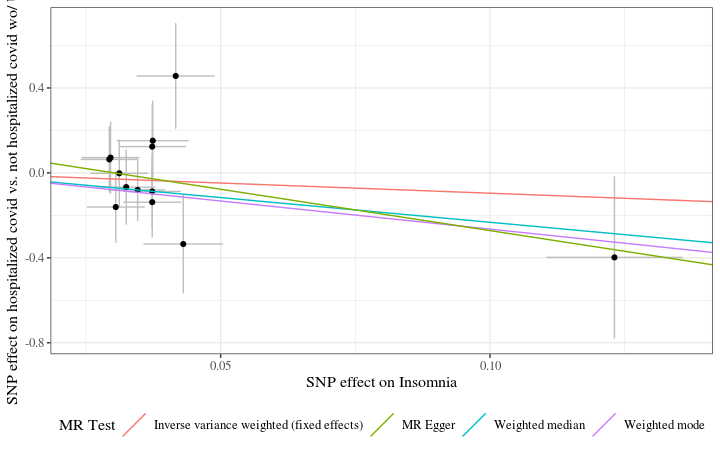 SNP effect on hospitalized covid vs. not hospitalized covid wo/
0.4
0.0
-0.4
-0.8
0.05
0.10
SNP effect on Insomnia
MR Test
Inverse variance weighted (fixed effects)
MR Egger
Weighted median
Weighted mode